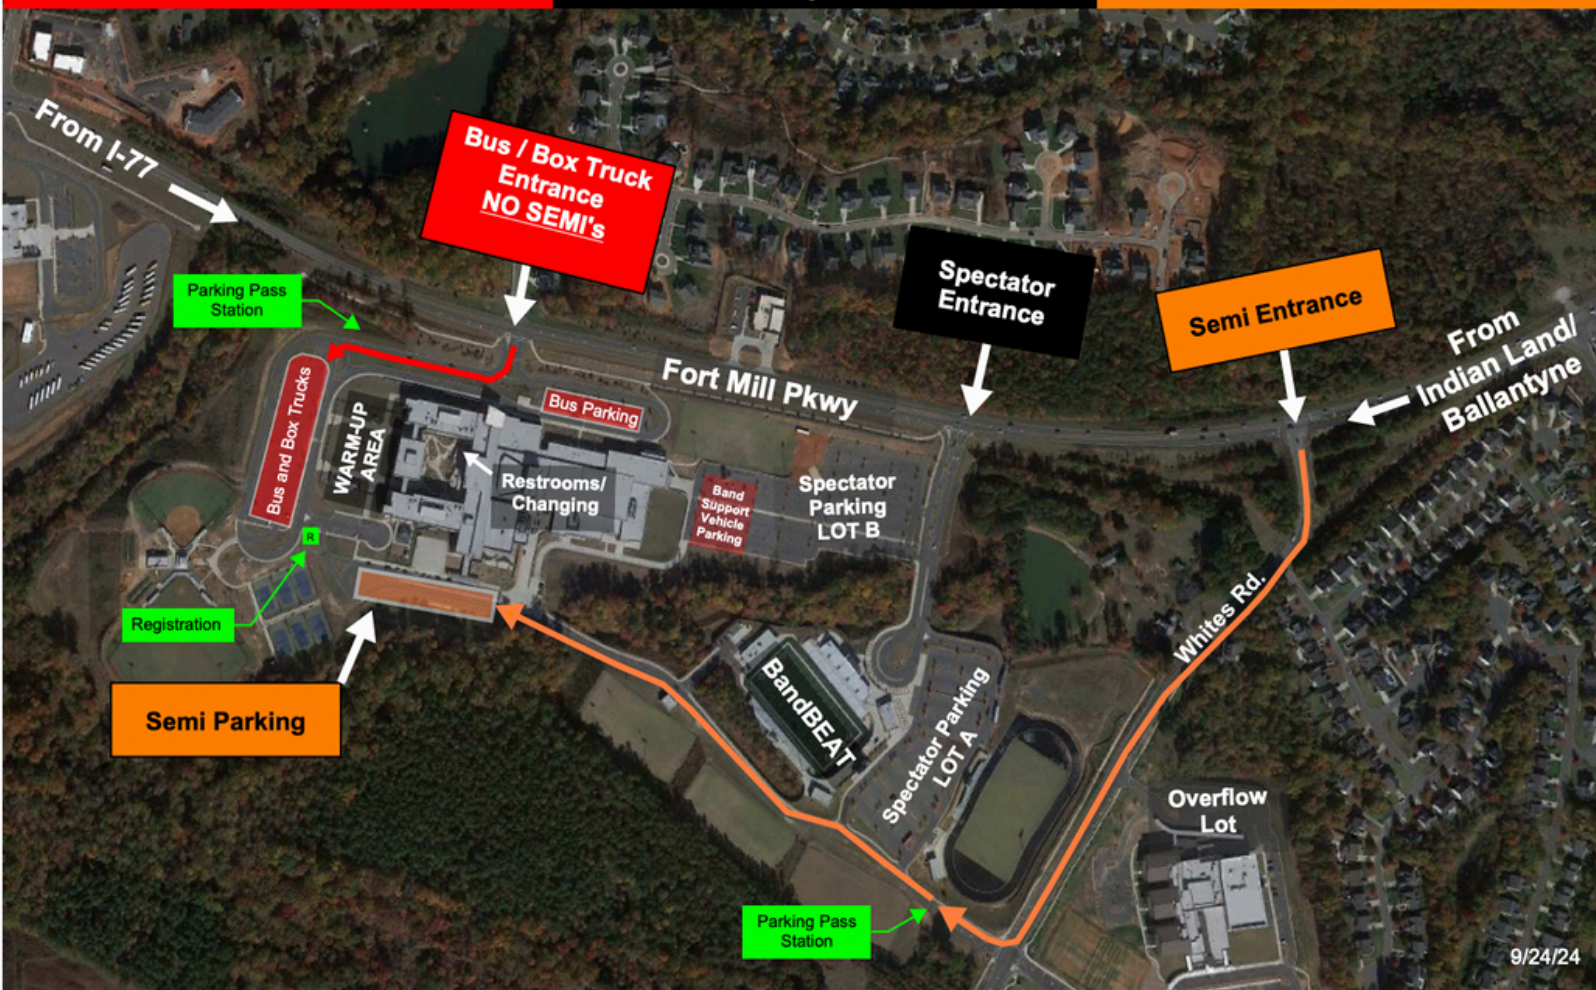 From I-77
Bus / Box Truck
Entrance
NO SEMI's
Parking Pass
Station
Spectator
Entrance
Semi Entrance
From
Indian Land/
Ballantyne
Fort Mill Pkwy
Bus Parking
Bus and Box Trucks
WARM-UP
AREA
Restrooms/
Changing
Band
Support
Vehicle
Parking
Spectator
Parking
LOT B
R
Registration
Whites Rd.
Semi Parking
BandBEAT
Spectator Parking
LOT A
Overflow
Lot
Parking Pass
Station
9/24/24